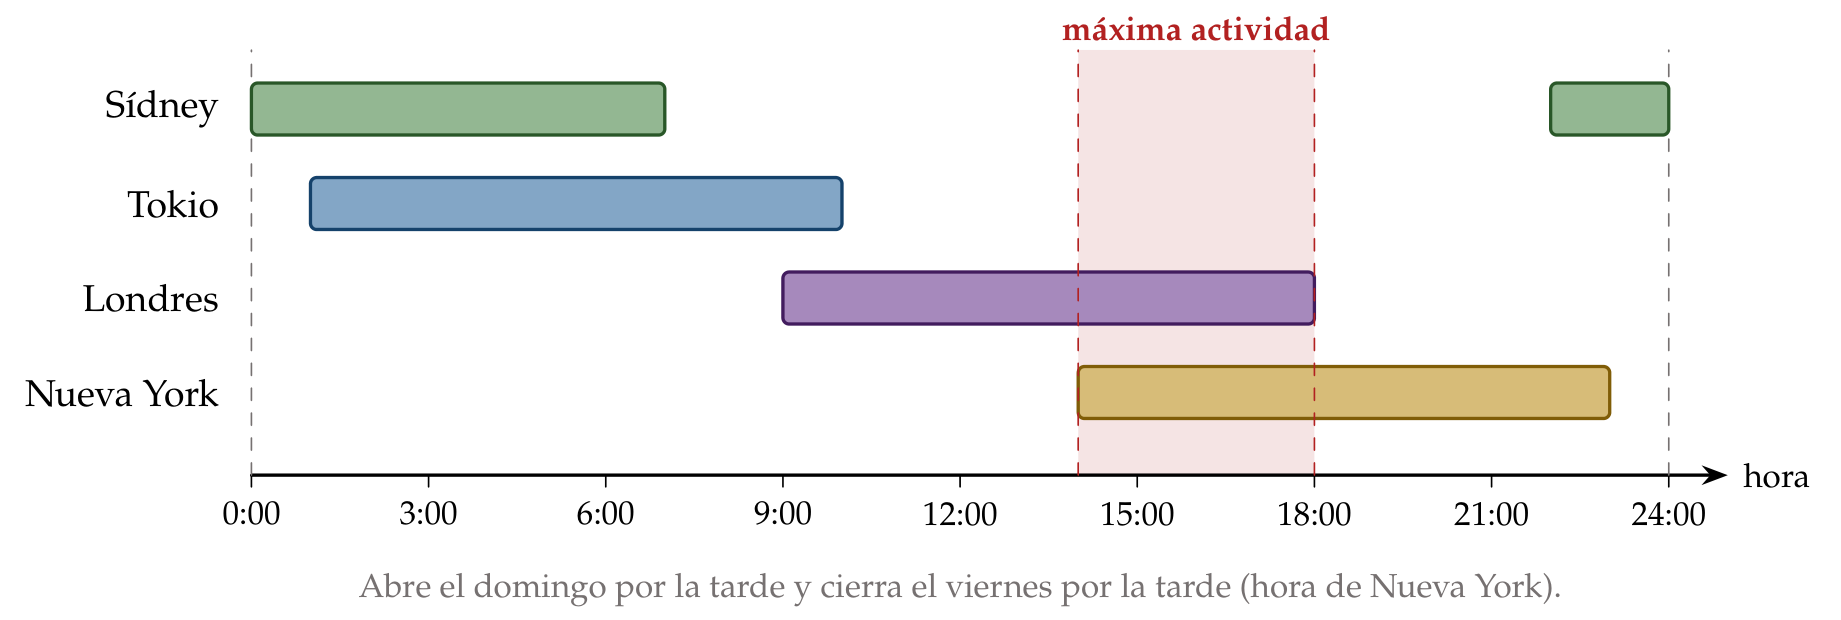 máxima actividad
Sídney
Tokio
Londres
Nueva York
hora
0:00 3:00 6:00 9:00 12:00 15:00 18:00 21:00 24:00
Abre el domingo por la tarde y cierra el viernes por la tarde (hora de Nueva York).